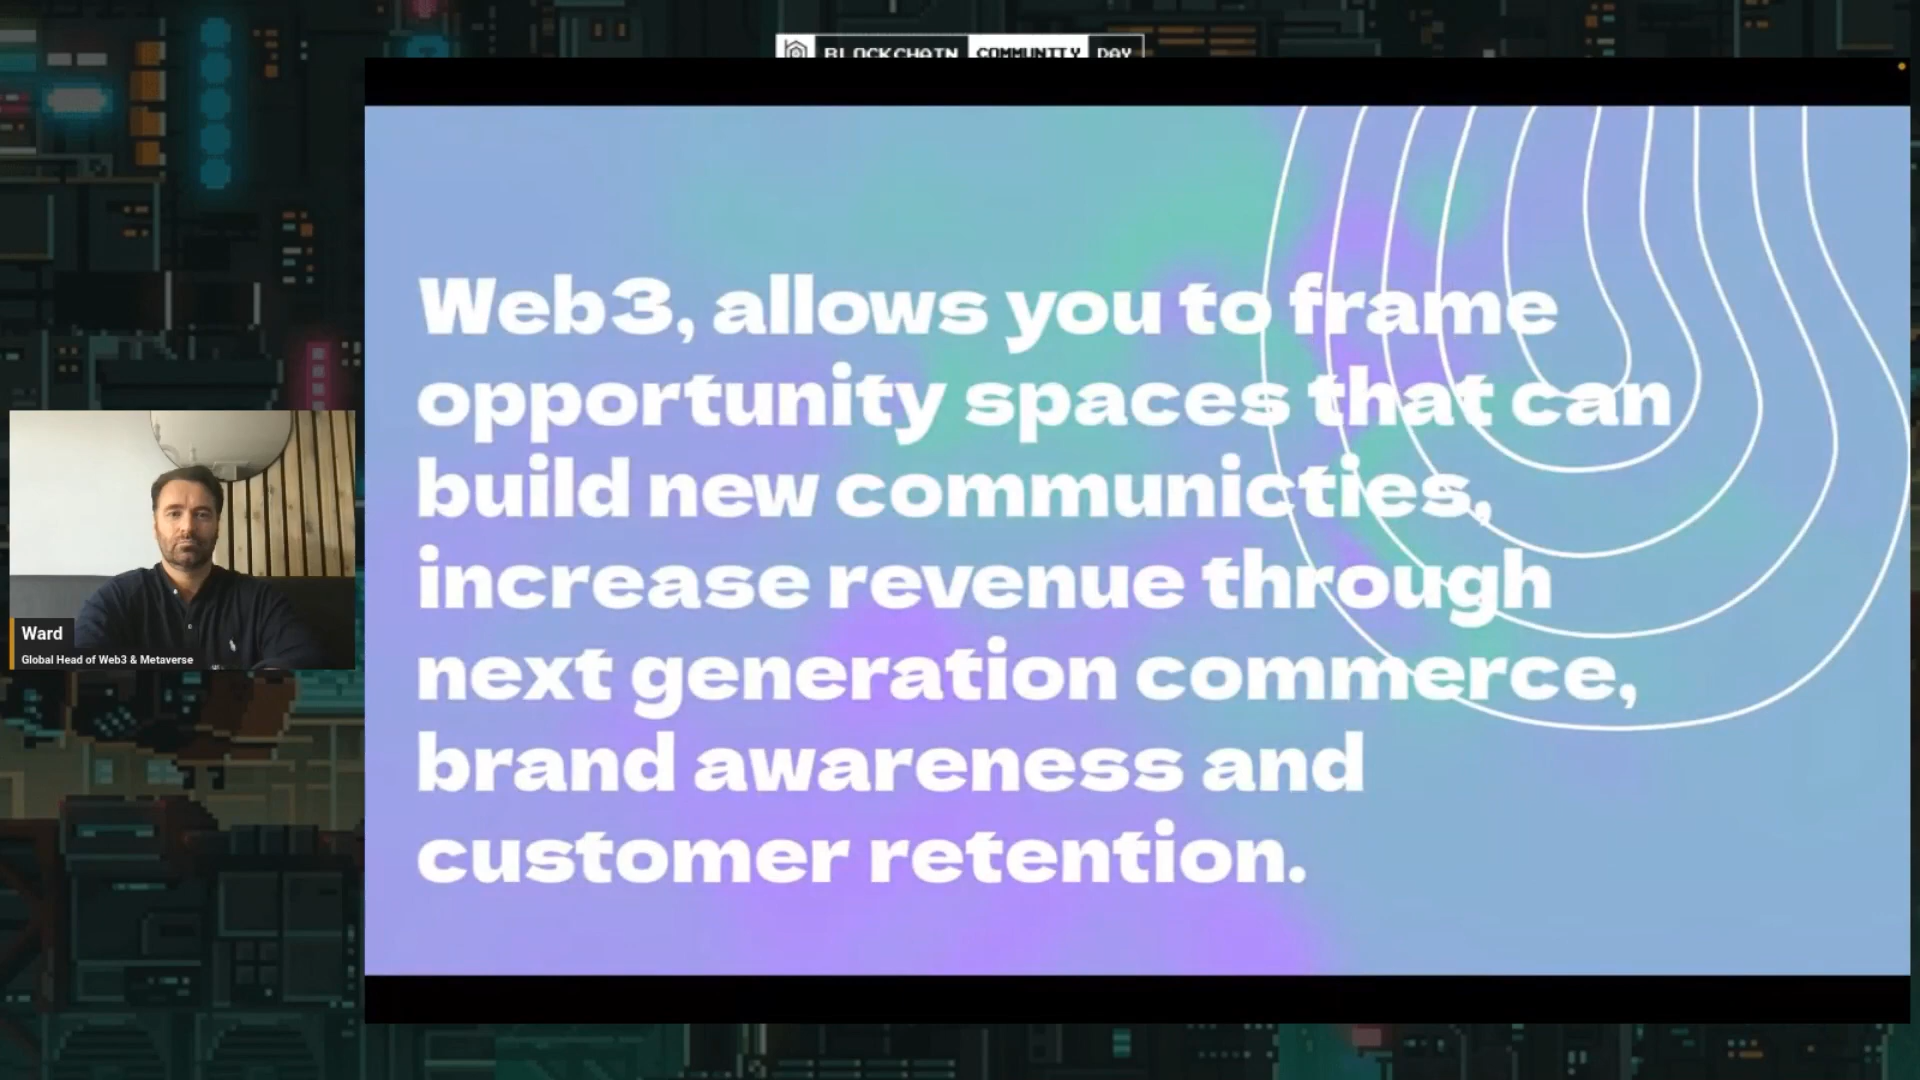 BLOCKCHAIN COMMUNITY DAY
Web3, allows you to frame
opportunity spaces that can
build new communicties,
increase revenue through
next generation commerce,
brand awareness and
customer retention.
Ward
Global Head of Web3 & Metaverse